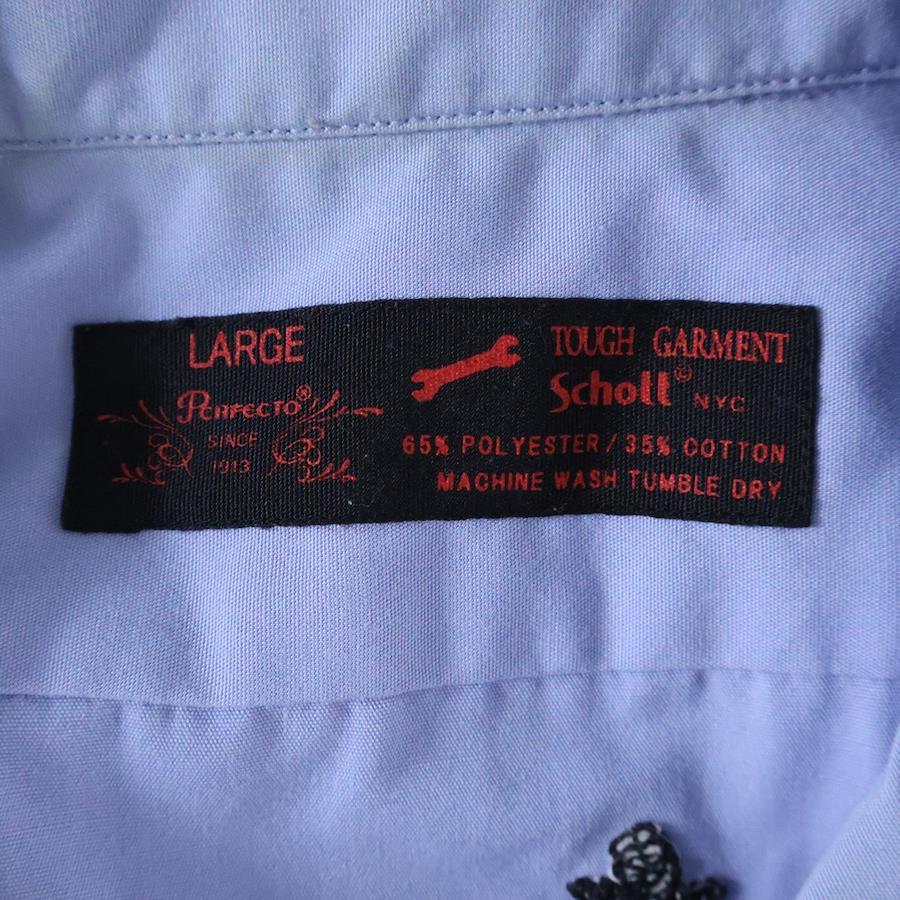 LARGE
Perfecto®
SINCE
1913
TOUGH GARMENT
Schott© NYC
65% POLYESTER / 35% COTTON
MACHINE WASH TUMBLE DRY